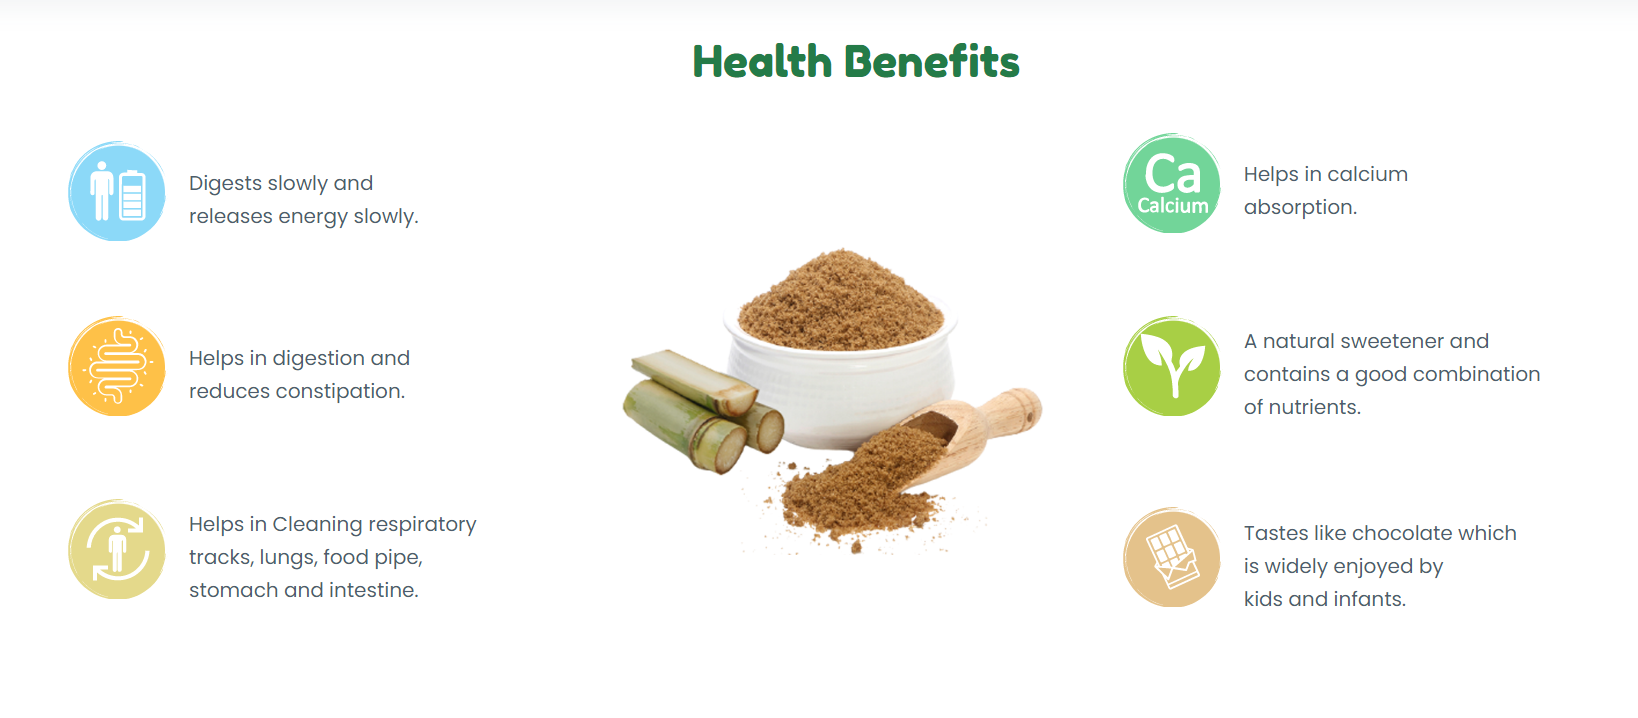 Health Benefits
Digests slowly and
releases energy slowly.
Helps in digestion and
reduces constipation.
Helps in Cleaning respiratory
tracks, lungs, food pipe,
stomach and intestine.
Ca
Calcium
Helps in calcium
absorption.
A natural sweetener and
contains a good combination
of nutrients.
Tastes like chocolate which
is widely enjoyed by
kids and infants.